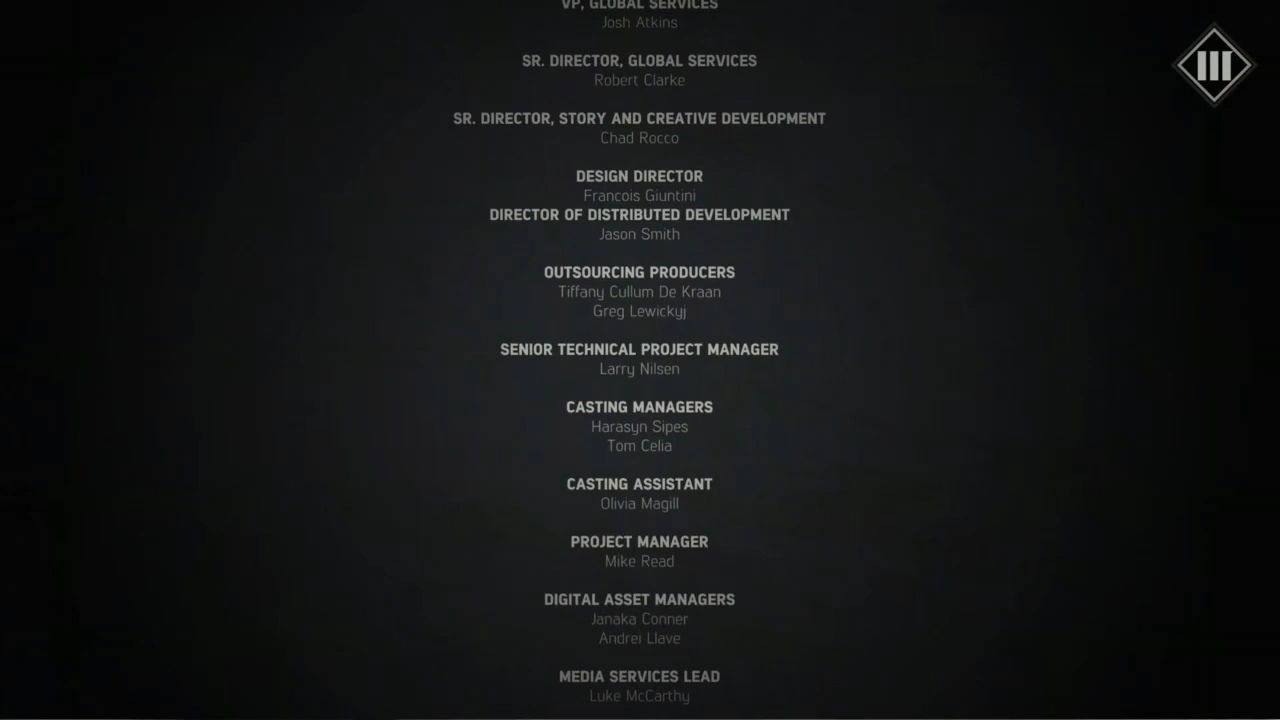 VP, GLOBAL SERVICES
Josh Atkins
SR. DIRECTOR, GLOBAL SERVICES
Robert Clarke
SR. DIRECTOR, STORY AND CREATIVE DEVELOPMENT
Chad Rocco
DESIGN DIRECTOR
Francois Giuntini
DIRECTOR OF DISTRIBUTED DEVELOPMENT
Jason Smith
OUTSOURCING PRODUCERS
Tiffany Cullum De Kraan
Greg Lewickyj
SENIOR TECHNICAL PROJECT MANAGER
Larry Nilsen
CASTING MANAGERS
Harasyn Sipes
Tom Celia
CASTING ASSISTANT
Olivia Magill
PROJECT MANAGER
Mike Read
DIGITAL ASSET MANAGERS
Janaka Conner
Andrei Llave
MEDIA SERVICES LEAD
Luke McCarthy
III